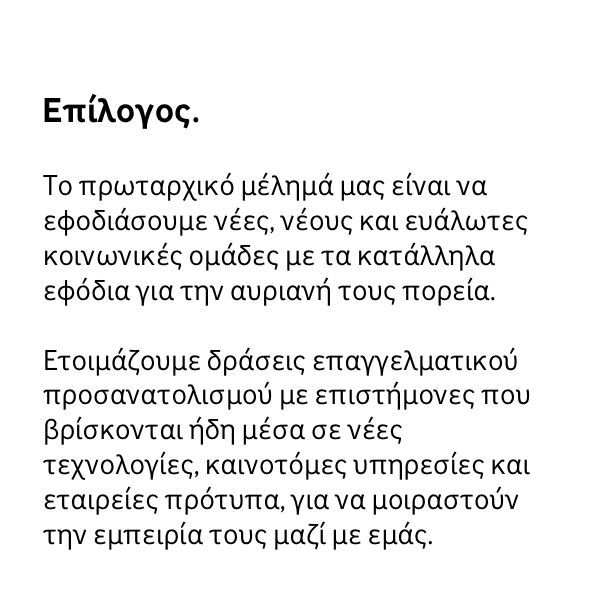 Επίλογος.
Το πρωταρχικό μέλημά μας είναι να
εφοδιάσουμε νέες, νέους και ευάλωτες
κοινωνικές ομάδες με τα κατάλληλα
εφόδια για την αυριανή τους πορεία.
Ετοιμάζουμε δράσεις επαγγελματικού
προσανατολισμού με επιστήμονες που
βρίσκονται ήδη μέσα σε νέες
τεχνολογίες, καινοτόμες υπηρεσίες και
εταιρείες πρότυπα, για να μοιραστούν
την εμπειρία τους μαζί με εμάς.